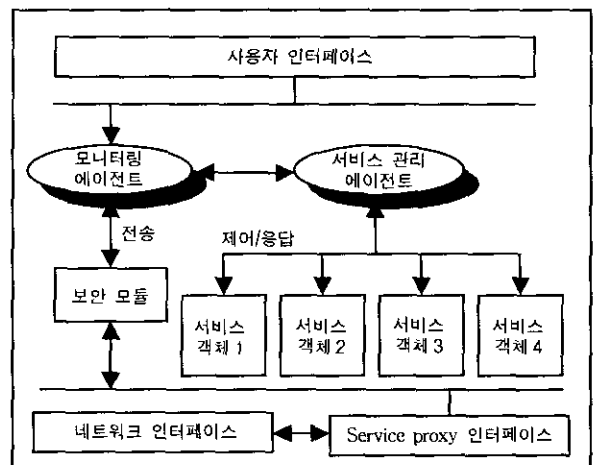 사용자 인터페이스
모니터링
에이전트
서비스 관리
에이전트
전송
제어/응답
보안 모듈
서비스
객체 1
서비스
객체 2
서비스
객체 3
서비스
객체 4
네트워크 인터페이스
Service proxy 인터페이스